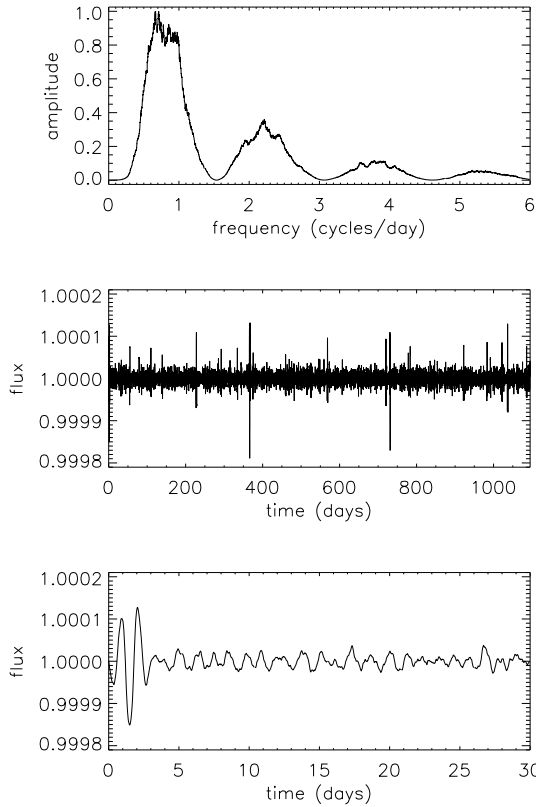 1.0
0.8
0.6
0.4
0.2
0.0
amplitude
0 1 2 3 4 5 6
frequency (cycles/day)
1.0002
1.0001
1.0000
0.9999
0.9998
flux
0 200 400 600 800 1000
time (days)
1.0002
1.0001
1.0000
0.9999
0.9998
flux
0 5 10 15 20 25 30
time (days)